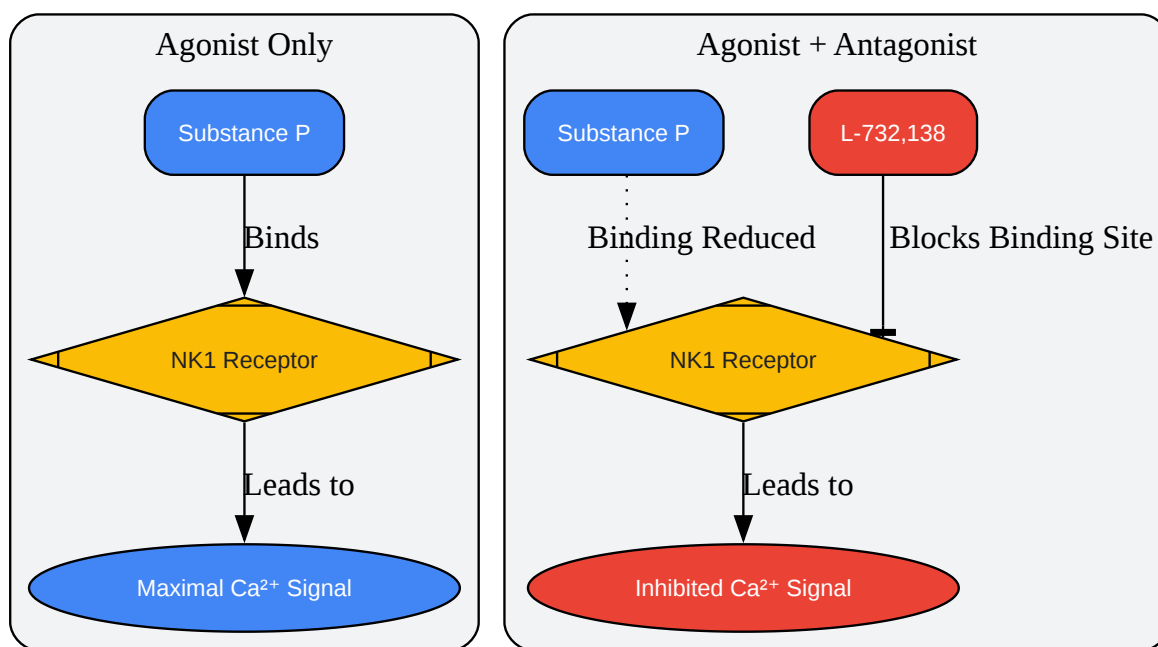 Agonist Only
Substance P
Binds
NK1 Receptor
Leads to
Maximal Ca²⁺ Signal
Agonist + Antagonist
Substance P
L-732,138
Binding Reduced
Blocks Binding Site
NK1 Receptor
Leads to
Inhibited Ca²⁺ Signal